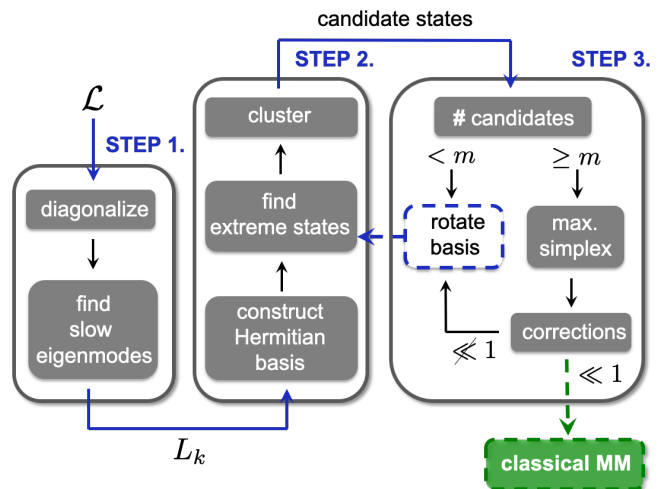 candidate states
STEP 1.
ℒ
diagonalize
find
slow
eigenmodes
L_k
STEP 2.
cluster
find
extreme states
construct
Hermitian
basis
STEP 3.
# candidates
< m
≥ m
rotate
basis
max.
simplex
corrections
≪̸ 1
≪ 1
classical MM